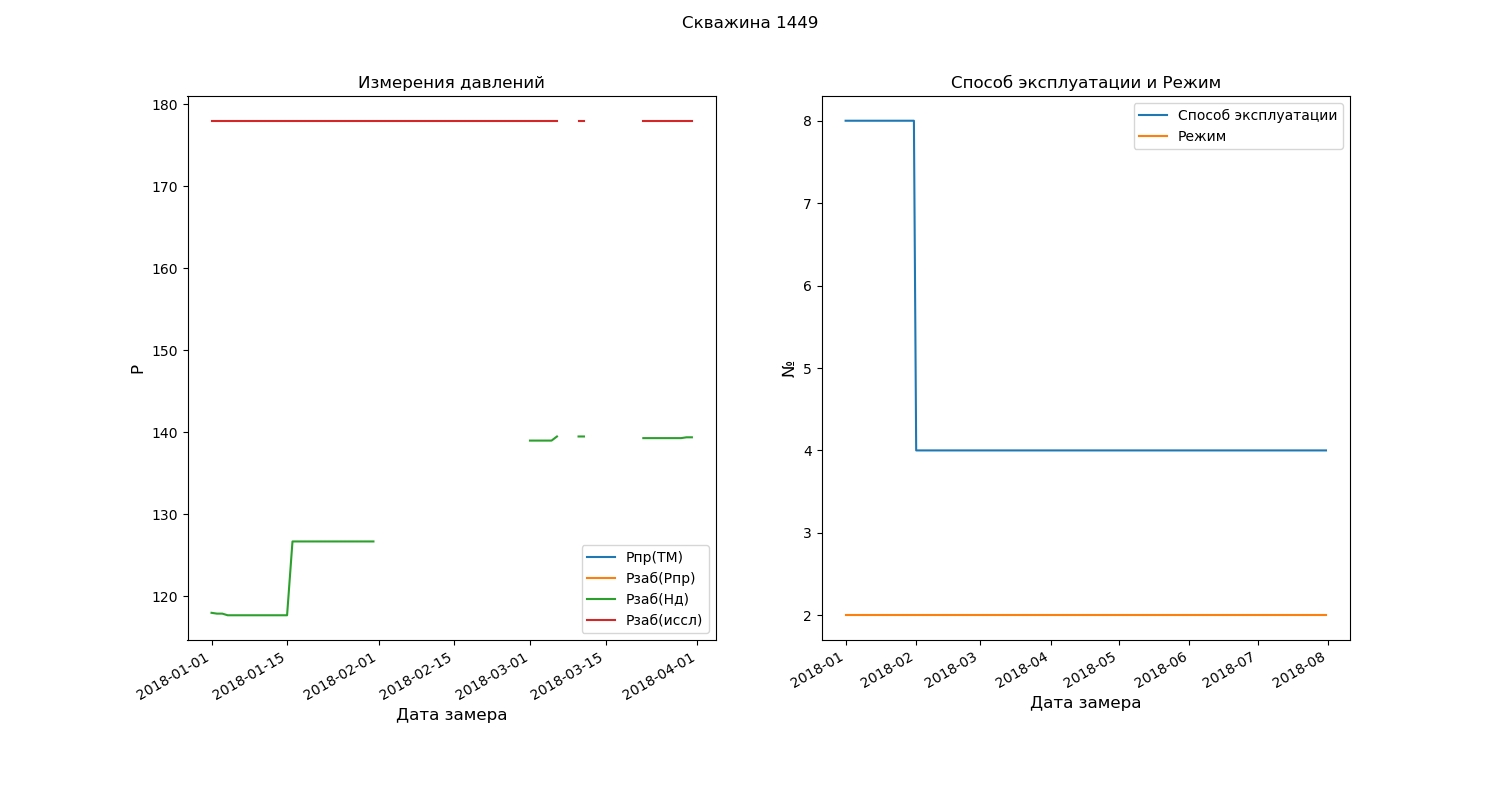 Скважина 1449
Измерения давлений
180
170
160
150
140
130
120
P
2018-01-01
2018-01-15
2018-02-01
2018-02-15
2018-03-01
2018-03-15
2018-04-01
Дата замера
Рпр(ТМ)
Рзаб(Рпр)
Рзаб(Нд)
Рзаб(иссл)
Способ эксплуатации и Режим
8
7
6
5
4
3
2
№
2018-01
2018-02
2018-03
2018-04
2018-05
2018-06
2018-07
2018-08
Дата замера
Способ эксплуатации
Режим